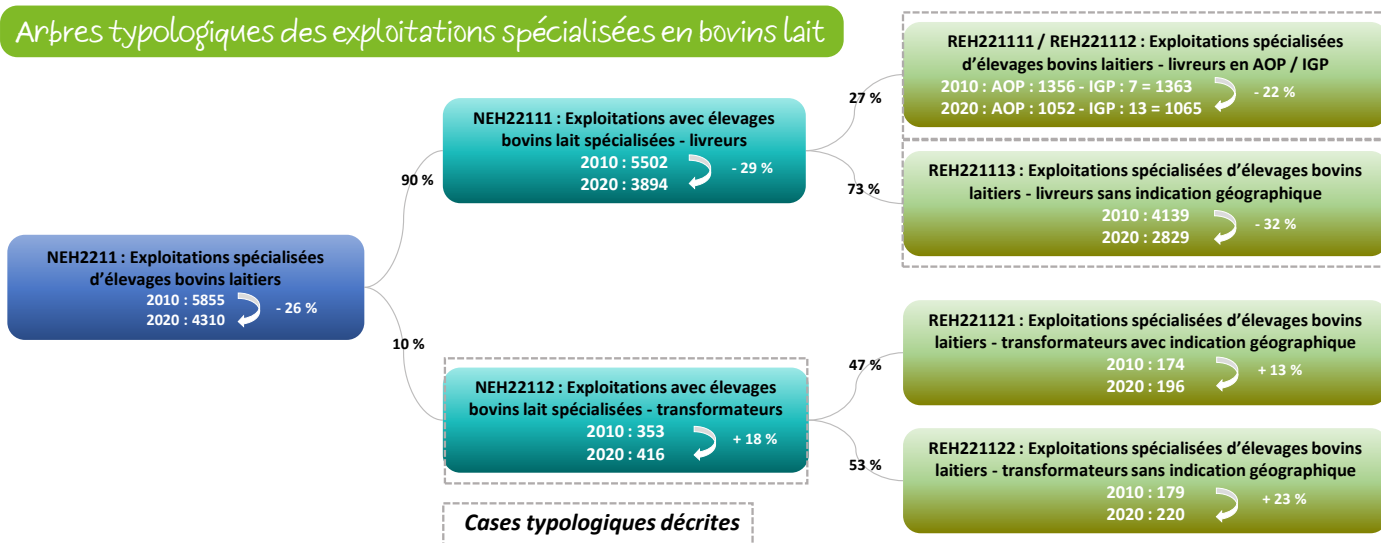 Arbres typologiques des exploitations spécialisées en bovins lait
NEH2211 : Exploitations spécialisées
d'élevages bovins laitiers
2010 : 5855
2020 : 4310
- 26 %
90 %
10 %
NEH22111 : Exploitations avec élevages
bovins lait spécialisées - livreurs
2010 : 5502
2020 : 3894
- 29 %
27 %
73 %
REH221111 / REH221112 : Exploitations spécialisées
d'élevages bovins laitiers - livreurs en AOP / IGP
2010 : AOP : 1356 - IGP : 7 = 1363
2020 : AOP : 1052 - IGP : 13 = 1065
- 22 %
REH221113 : Exploitations spécialisées d'élevages bovins
laitiers - livreurs sans indication géographique
2010 : 4139
2020 : 2829
- 32 %
NEH22112 : Exploitations avec élevages
bovins lait spécialisées - transformateurs
2010 : 353
2020 : 416
+ 18 %
47 %
53 %
REH221121 : Exploitations spécialisées d'élevages bovins
laitiers - transformateurs avec indication géographique
2010 : 174
2020 : 196
+ 13 %
REH221122 : Exploitations spécialisées d'élevages bovins
laitiers - transformateurs sans indication géographique
2010 : 179
2020 : 220
+ 23 %
Cases typologiques décrites